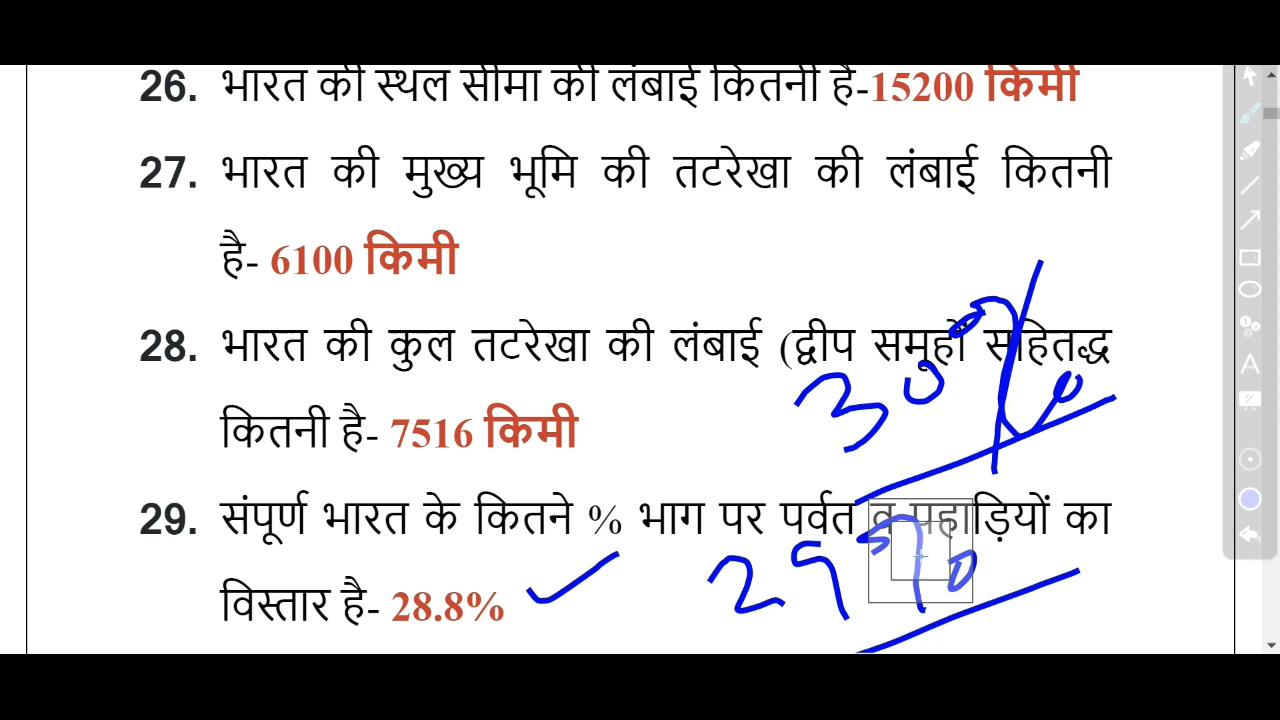 26. भारत की स्थल सीमा की लंबाई कितनी है-15200 किमी
27. भारत की मुख्य भूमि की तटरेखा की लंबाई कितनी
है- 6100 किमी
28. भारत की कुल तटरेखा की लंबाई (द्वीप समूहों सहितद्ध
30%
कितनी है- 7516 किमी
29. संपूर्ण भारत के कितने % भाग पर पर्वत व पहाड़ियों का
विस्तार है- 28.8%
29%